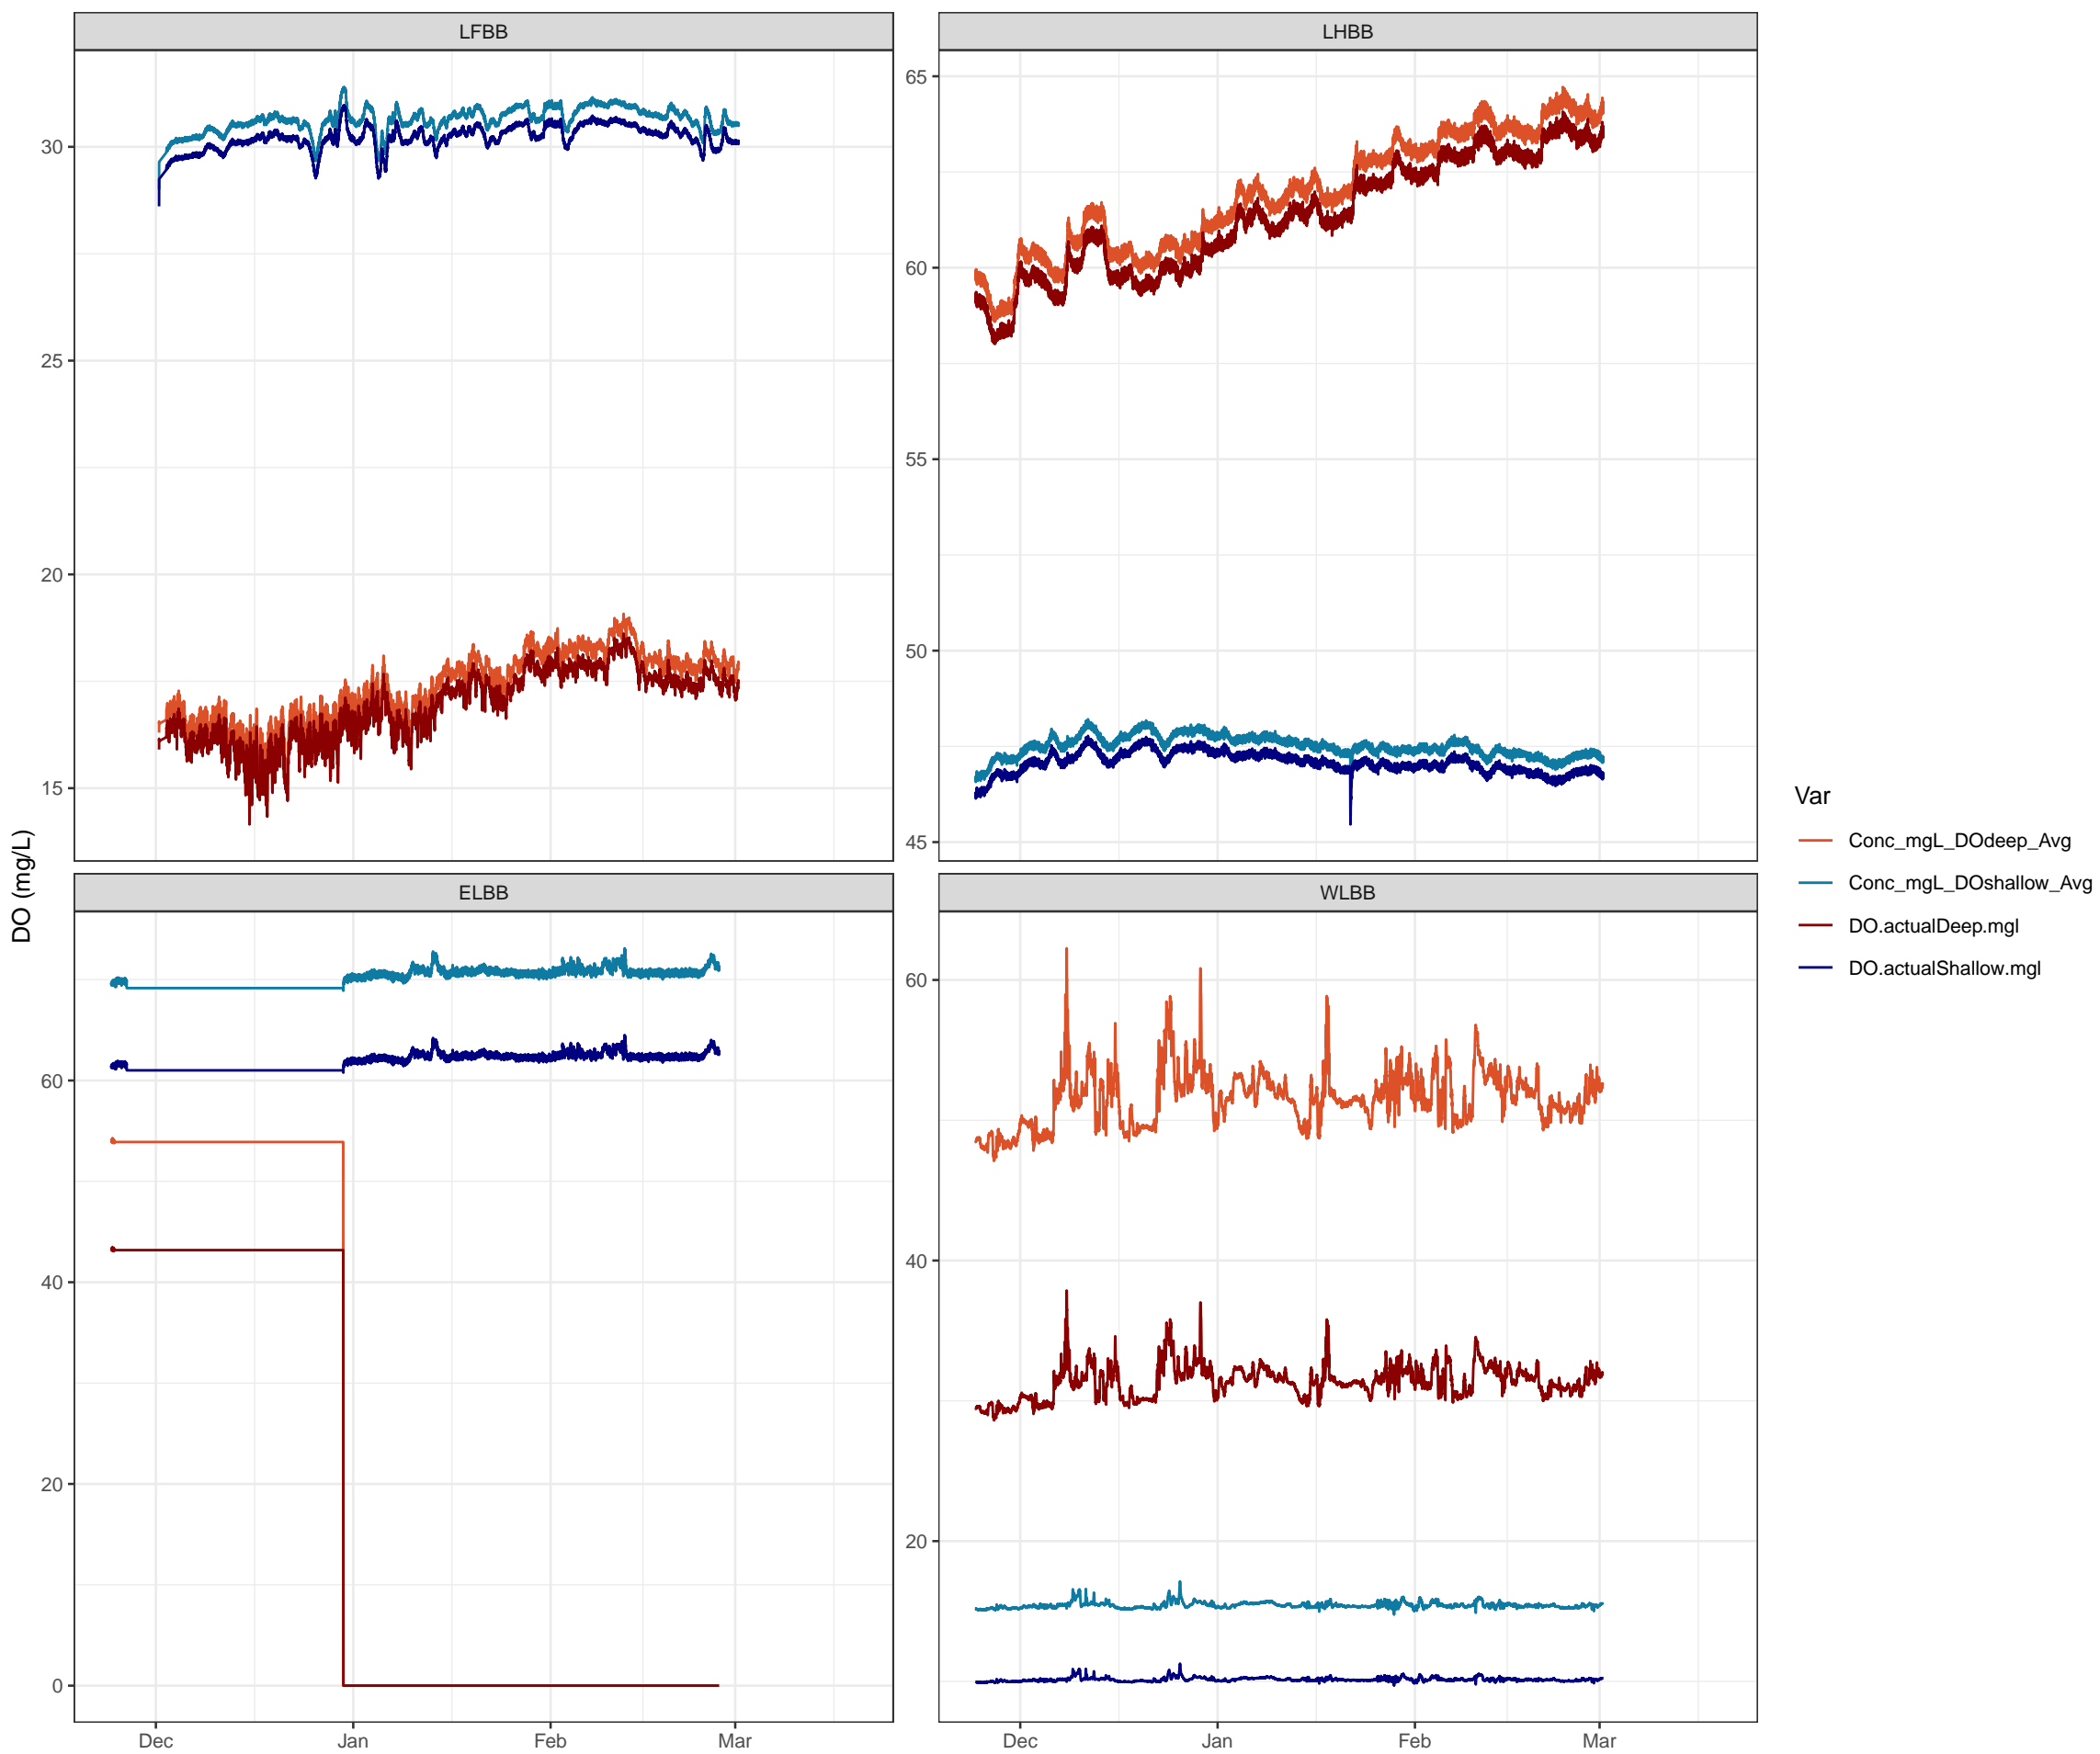 LFBB
LHBB
30
25
20
15
65
60
55
50
45
DO (mg/L)
ELBB
WLBB
60
40
20
0
60
40
20
Dec
Jan
Feb
Mar
Dec
Jan
Feb
Mar
Var
Conc_mgL_DOdeep_Avg
Conc_mgL_DOshallow_Avg
DO.actualDeep.mgl
DO.actualShallow.mgl